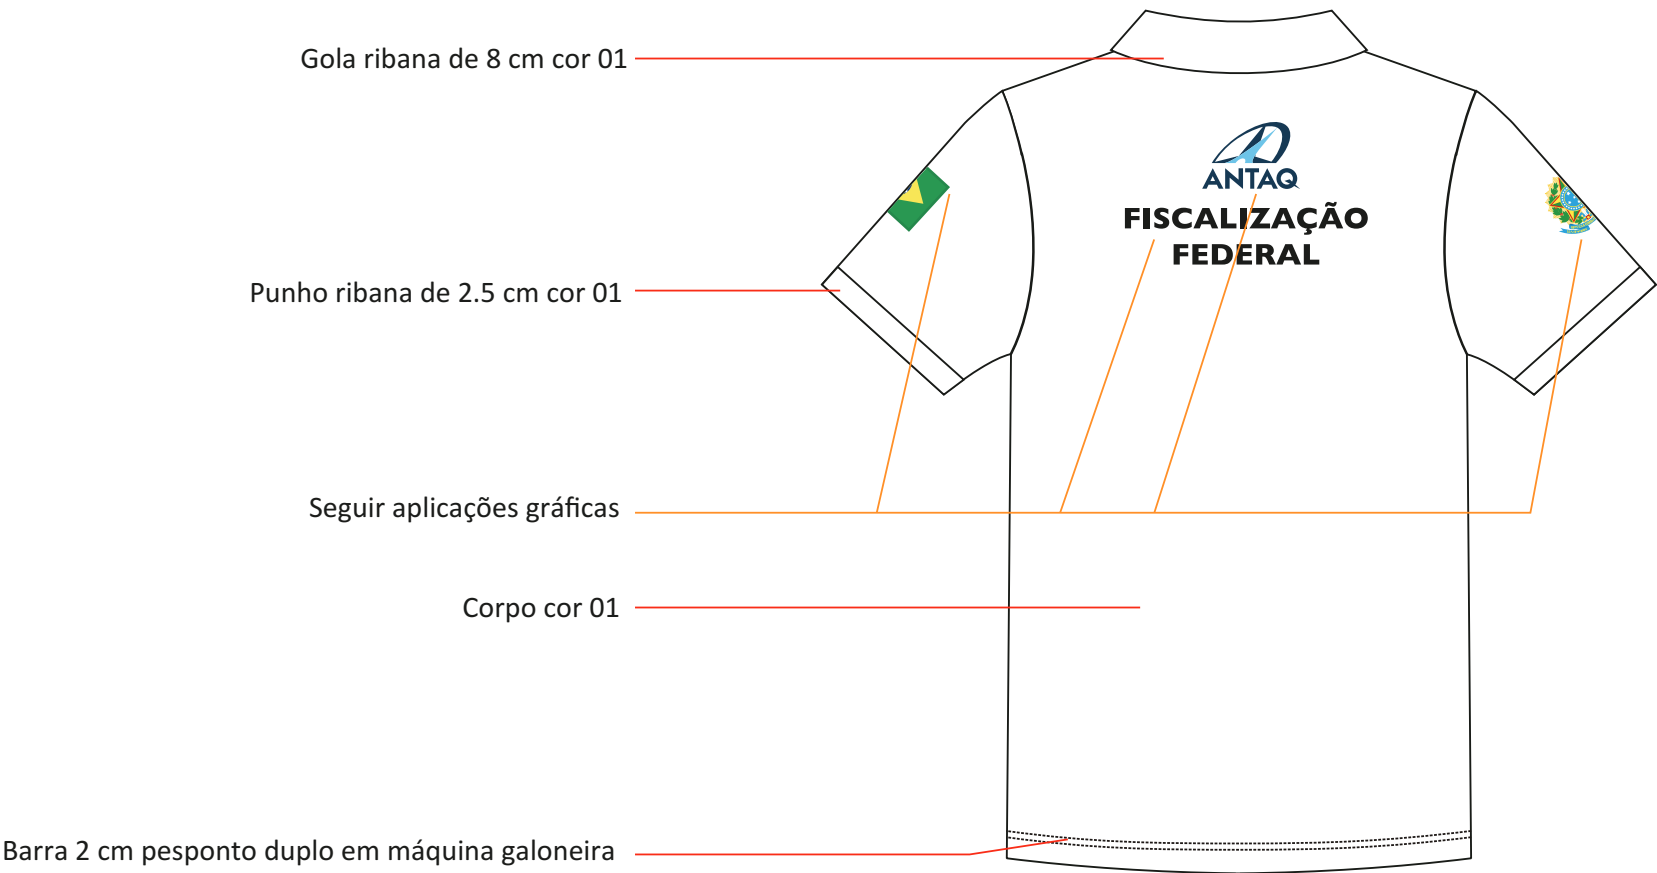 Gola ribana de 8 cm cor 01
ANTAQ
FISCALIZAÇÃO
FEDERAL
Punho ribana de 2.5 cm cor 01
Seguir aplicações gráficas
Corpo cor 01
Barra 2 cm pesponto duplo em máquina galoneira